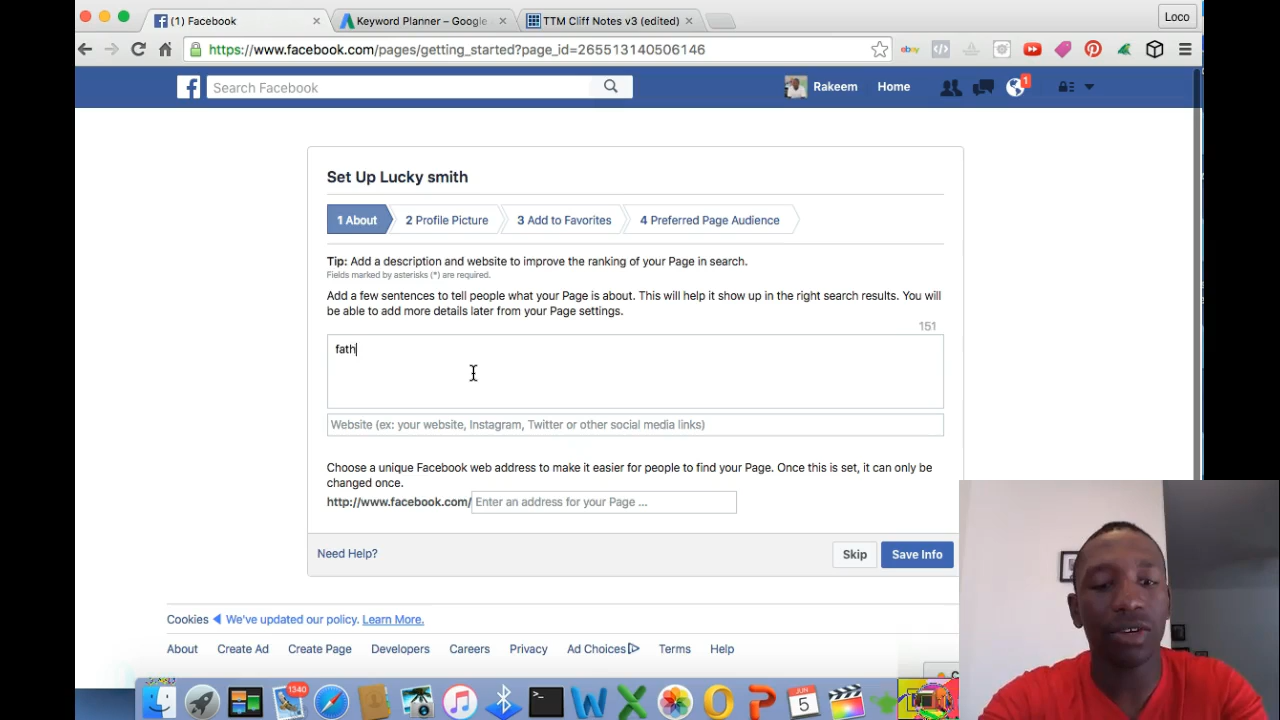 (1) Facebook
Keyword Planner – Google
TTM Cliff Notes v3 (edited)
Loco
https://www.facebook.com/pages/getting_started?page_id=265513140506146
ebay
Search Facebook
Rakeem
Home
1
Set Up Lucky smith
1 About
2 Profile Picture
3 Add to Favorites
4 Preferred Page Audience
Tip: Add a description and website to improve the ranking of your Page in search.
Fields marked by asterisks (*) are required.
Add a few sentences to tell people what your Page is about. This will help it show up in the right search results. You will
be able to add more details later from your Page settings.
151
fath
Website (ex: your website, Instagram, Twitter or other social media links)
Choose a unique Facebook web address to make it easier for people to find your Page. Once this is set, it can only be
changed once.
http://www.facebook.com/ Enter an address for your Page ...
Need Help?
Skip
Save Info
Cookies
We've updated our policy. Learn More.
About
Create Ad
Create Page
Developers
Careers
Privacy
Ad Choices
Terms
Help
1340
JUN
5